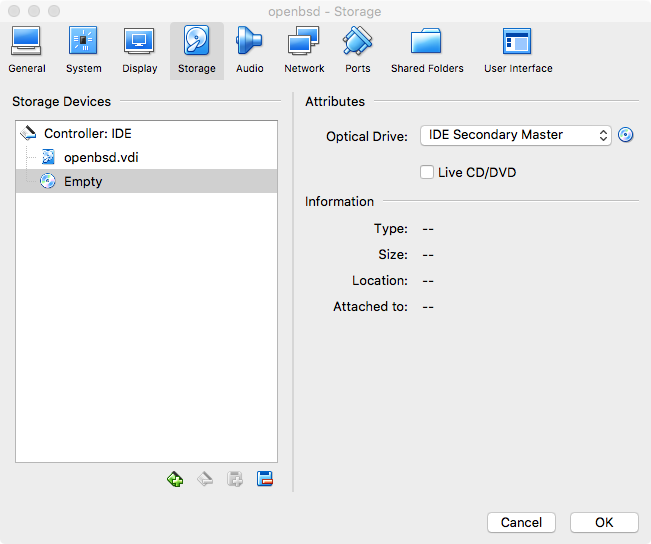 openbsd - Storage
General System Display Storage Audio Network Ports Shared Folders User Interface
Storage Devices
Controller: IDE
openbsd.vdi
Empty
Attributes
Optical Drive: IDE Secondary Master
Live CD/DVD
Information
Type: --
Size: --
Location: --
Attached to: --
Cancel OK